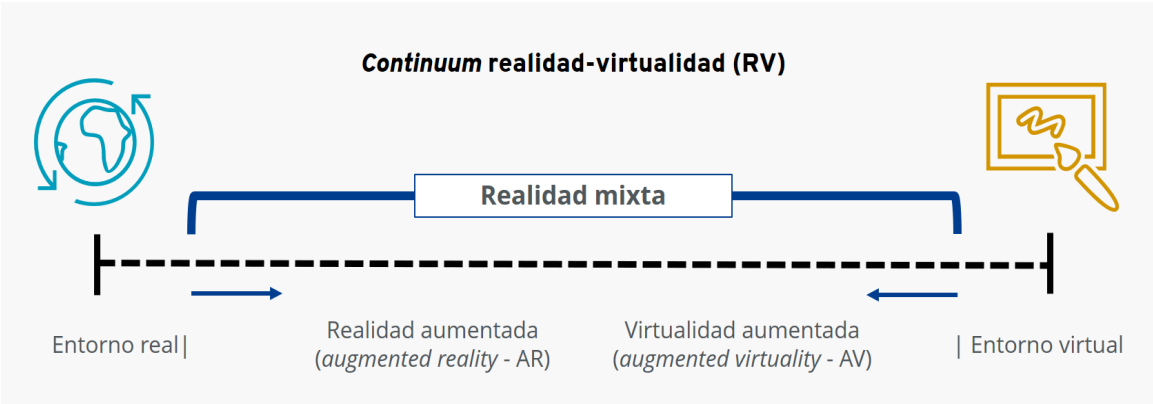 Continuum realidad-virtualidad (RV)
Realidad mixta
Entorno real|
Realidad aumentada
(augmented reality - AR)
Virtualidad aumentada
(augmented virtuality - AV)
| Entorno virtual